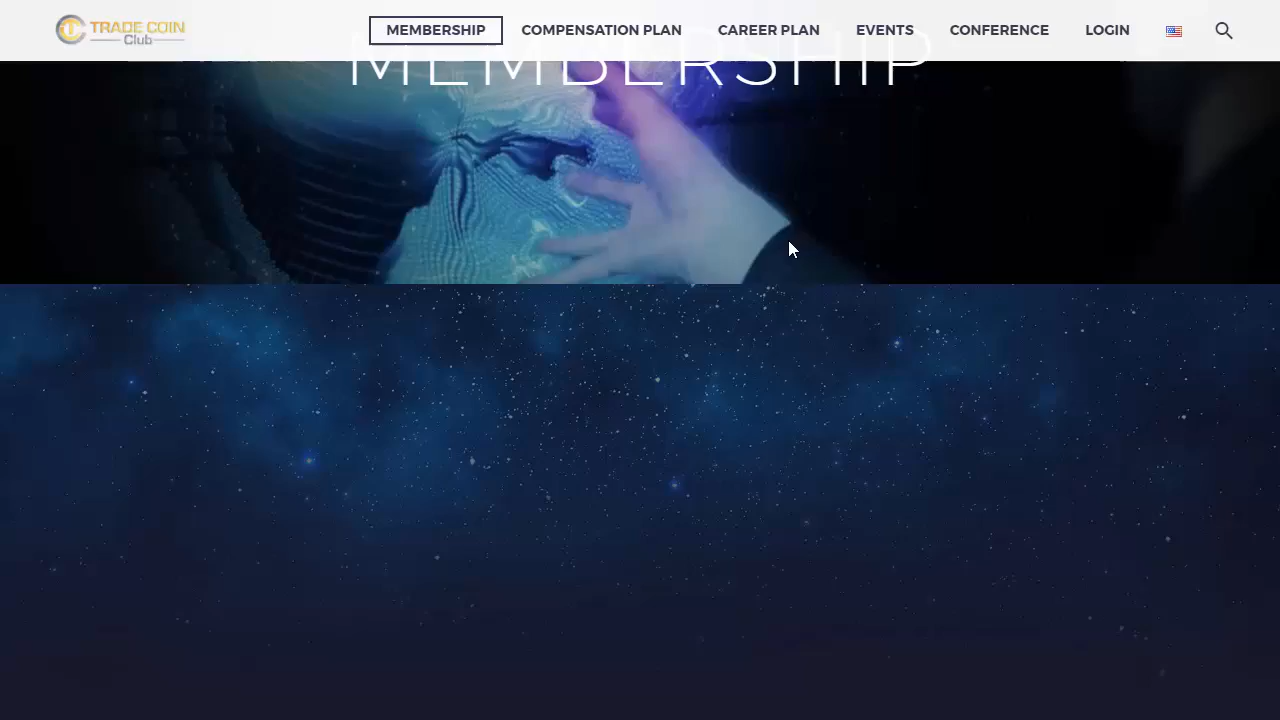 TRADE COIN
Club
MEMBERSHIP
COMPENSATION PLAN
CAREER PLAN
EVENTS
CONFERENCE
LOGIN
MEMBERSHIP